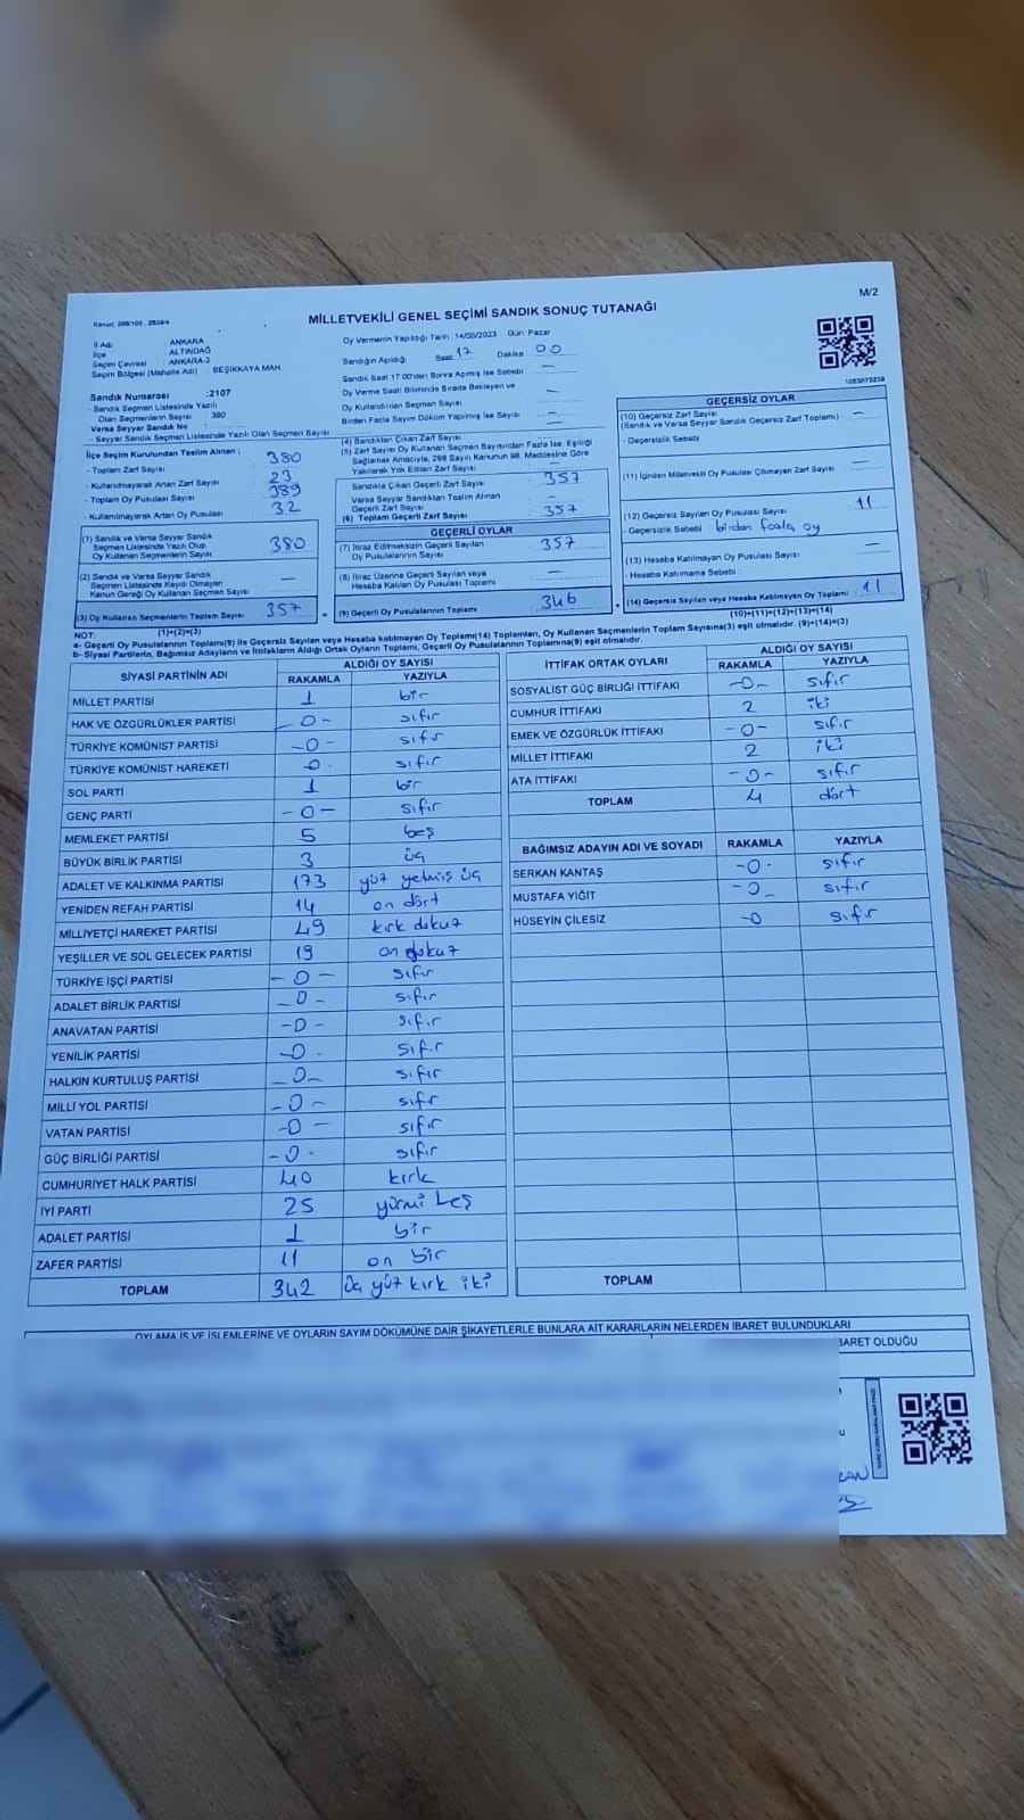 M/2
MİLLETVEKİLİ GENEL SEÇİMİ SANDIK SONUÇ TUTANAĞI
İl Adı ANKARA
İlçe ALTINDAĞ
Seçim Çevresi ANKARA-2
Seçim Bölgesi (Mahalle Adı) BEŞİKKAYA MAH.
Oy Vermenin Yapıldığı Tarih: 14/05/2023 Gün: Pazar
Sandığın Açıldığı Saat 17 Dakika 00
Sandık Saat 17:00'den Sonra Açılmış İse Sebebi —
Oy Verme Saati Bitiminde Sırada Bekleyen ve
Oy Kullandırılan Seçmen Sayısı —
Birden Fazla Sayım Döküm Yapılmış İse Sayısı —
Sandık Numarası :2107
- Sandık Seçmen Listesinde Yazılı
Olan Seçmenlerin Sayısı 380
Varsa Seyyar Sandık No
- Seyyar Sandık Seçmen Listesinde Yazılı Olan Seçmen Sayısı
İlçe Seçim Kurulundan Teslim Alınan;
- Toplam Zarf Sayısı 380
- Kullanılmayarak Artan Zarf Sayısı 23
- Toplam Oy Pusulası Sayısı 389
- Kullanılmayarak Artan Oy Pusulası 32
(1) Sandık ve Varsa Seyyar Sandık
Seçmen Listesinde Yazılı Olup
Oy Kullanan Seçmenlerin Sayısı 380
(2) Sandık ve Varsa Seyyar Sandık
Seçmen Listesinde Kaydı Olmayan
Kanun Gereği Oy Kullanan Seçmen Sayısı —
(3) Oy Kullanan Seçmenlerin Toplam Sayısı 357
(1)+(2)=(3)
(4) Sandıktan Çıkan Zarf Sayısı
(5) Zarf Sayısı Oy Kullanan Seçmen Sayısından Fazla İse, Eşitliği
Sağlamak Amacıyla, 298 Sayılı Kanunun 98. Maddesine Göre
Yakılarak Yok Edilen Zarf Sayısı
Sandıkta Çıkan Geçerli Zarf Sayısı 357
Varsa Seyyar Sandıktan Teslim Alınan
Geçerli Zarf Sayısı —
(6) Toplam Geçerli Zarf Sayısı 357
GEÇERLİ OYLAR
(7) İtiraz Edilmeksizin Geçerli Sayılan
Oy Pusulalarının Sayısı 357
(8) İtiraz Üzerine Geçerli Sayılan veya
Hesaba Katılan Oy Pusulası Toplamı —
(9) Geçerli Oy Pusulalarının Toplamı 346
GEÇERSİZ OYLAR
(10) Geçersiz Zarf Sayısı
(Sandık ve Varsa Seyyar Sandık Geçersiz Zarf Toplamı) —
- Geçersizlik Sebebi
(11) İçinden Milletvekili Oy Pusulası Çıkmayan Zarf Sayısı —
(12) Geçersiz Sayılan Oy Pusulası Sayısı 11
Geçersizlik Sebebi birden fazla oy
(13) Hesaba Katılmayan Oy Pusulası Sayısı —
- Hesaba Katılmama Sebebi
(14) Geçersiz Sayılan veya Hesaba Katılmayan Oy Toplamı 11
(10)+(11)+(12)+(13)=(14)
NOT:
a- Geçerli Oy Pusulalarının Toplamı(9) ile Geçersiz Sayılan veya Hesaba katılmayan Oy Toplamı(14) Toplamları, Oy Kullanan Seçmenlerin Toplam Sayısına(3) eşit olmalıdır. (9)+(14)=(3)
b- Siyasi Partilerin, Bağımsız Adayların ve İttifakların Aldığı Ortak Oyların Toplamı, Geçerli Oy Pusulalarının Toplamına(9) eşit olmalıdır.
SİYASİ PARTİNİN ADI ALDIĞI OY SAYISI
RAKAMLA YAZIYLA
MİLLET PARTİSİ 1 bir
HAK VE ÖZGÜRLÜKLER PARTİSİ -0- sıfır
TÜRKİYE KOMÜNİST PARTİSİ -0- sıfır
TÜRKİYE KOMÜNİST HAREKETİ -0- sıfır
SOL PARTİ 1 bir
GENÇ PARTİ -0- sıfır
MEMLEKET PARTİSİ 5 beş
BÜYÜK BİRLİK PARTİSİ 3 üç
ADALET VE KALKINMA PARTİSİ 173 yüz yetmiş üç
YENİDEN REFAH PARTİSİ 14 on dört
MİLLİYETÇİ HAREKET PARTİSİ 49 kırk dokuz
YEŞİLLER VE SOL GELECEK PARTİSİ 19 on dokuz
TÜRKİYE İŞÇİ PARTİSİ -0- sıfır
ADALET BİRLİK PARTİSİ -0- sıfır
ANAVATAN PARTİSİ -0- sıfır
YENİLİK PARTİSİ -0- sıfır
HALKIN KURTULUŞ PARTİSİ -0- sıfır
MİLLİ YOL PARTİSİ -0- sıfır
VATAN PARTİSİ -0- sıfır
GÜÇ BİRLİĞİ PARTİSİ -0- sıfır
CUMHURİYET HALK PARTİSİ 40 kırk
İYİ PARTİ 25 yirmi beş
ADALET PARTİSİ 1 bir
ZAFER PARTİSİ 11 on bir
TOPLAM 342 üç yüz kırk iki
İTTİFAK ORTAK OYLARI ALDIĞI OY SAYISI
RAKAMLA YAZIYLA
SOSYALİST GÜÇ BİRLİĞİ İTTİFAKI -0- sıfır
CUMHUR İTTİFAKI 2 iki
EMEK VE ÖZGÜRLÜK İTTİFAKI -0- sıfır
MİLLET İTTİFAKI 2 iki
ATA İTTİFAKI -0- sıfır
TOPLAM 4 dört
BAĞIMSIZ ADAYIN ADI VE SOYADI RAKAMLA YAZIYLA
SERKAN KANTAŞ -0- sıfır
MUSTAFA YİĞİT -0- sıfır
HÜSEYİN ÇİLESİZ -0 sıfır
TOPLAM
OYLAMA İŞ VE İŞLEMLERİNE VE OYLARIN SAYIM DÖKÜMÜNE DAİR ŞİKAYETLERLE BUNLARA AİT KARARLARIN NELERDEN İBARET BULUNDUKLARI
BARET OLDUĞU